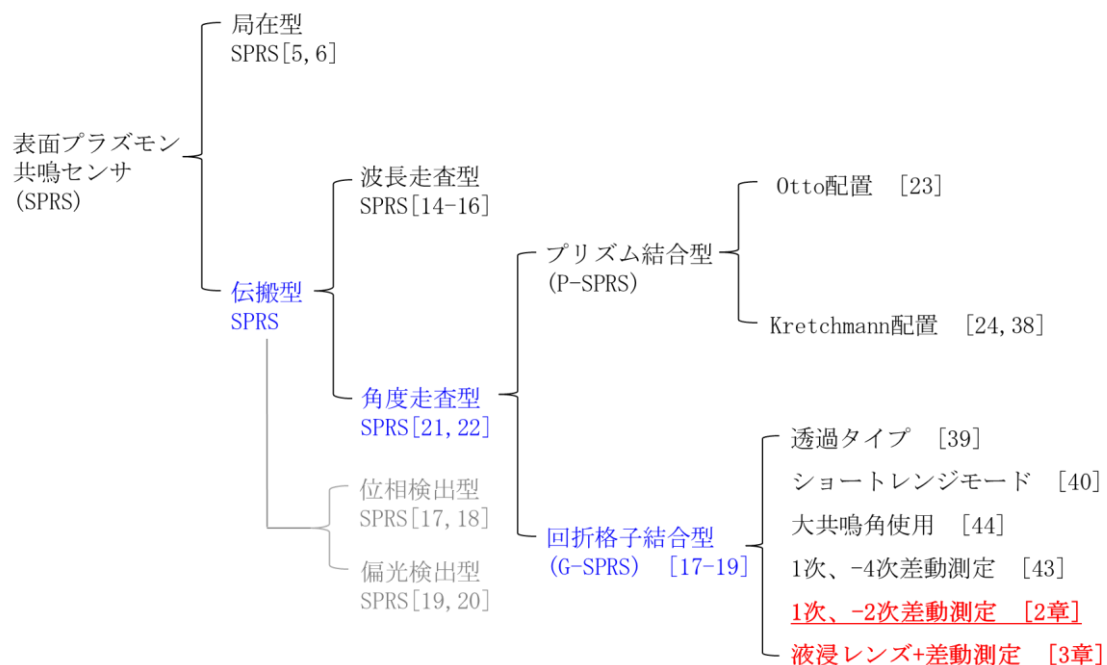 表面プラズモン
共鳴センサ
(SPRS)
局在型
SPRS[5,6]
伝搬型
SPRS
波長走査型
SPRS[14-16]
角度走査型
SPRS[21,22]
位相検出型
SPRS[17,18]
偏光検出型
SPRS[19,20]
プリズム結合型
(P-SPRS)
回折格子結合型
(G-SPRS) [17-19]
Otto配置 [23]
Kretchmann配置 [24,38]
透過タイプ [39]
ショートレンジモード [40]
大共鳴角使用 [44]
1次、-4次差動測定 [43]
1次、-2次差動測定 [2章]
液浸レンズ+差動測定 [3章]